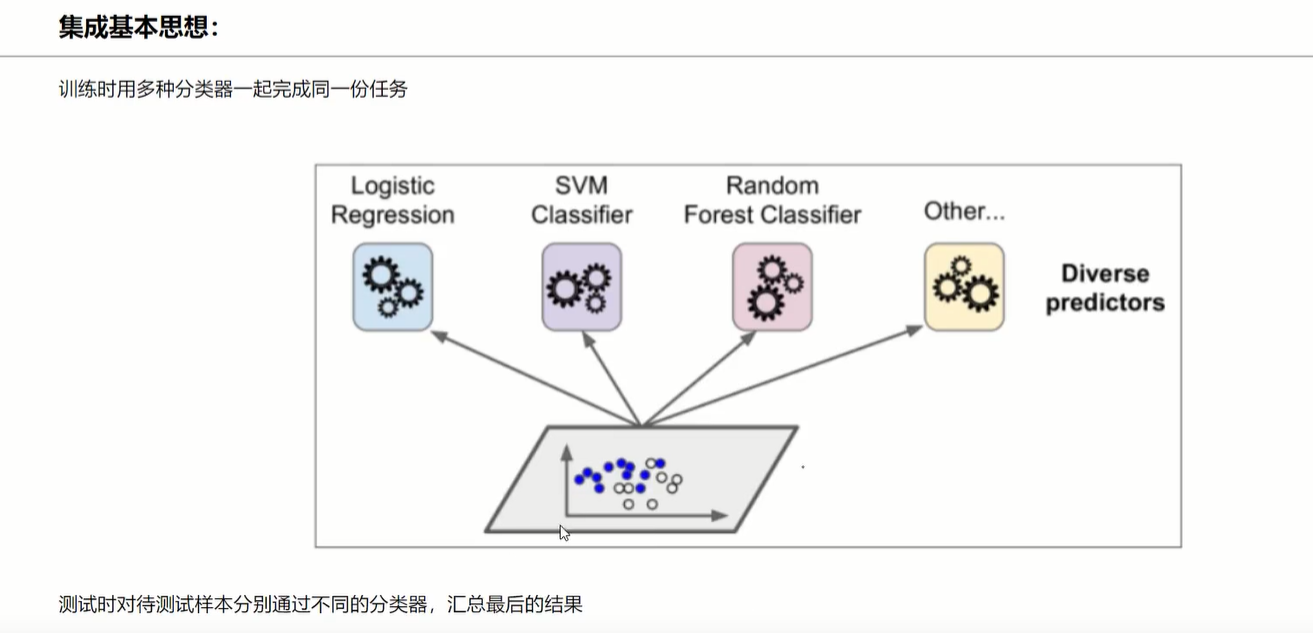 集成基本思想：
训练时用多种分类器一起完成同一份任务
Logistic
Regression
SVM
Classifier
Random
Forest Classifier
Other...
Diverse
predictors
测试时对待测试样本分别通过不同的分类器，汇总最后的结果